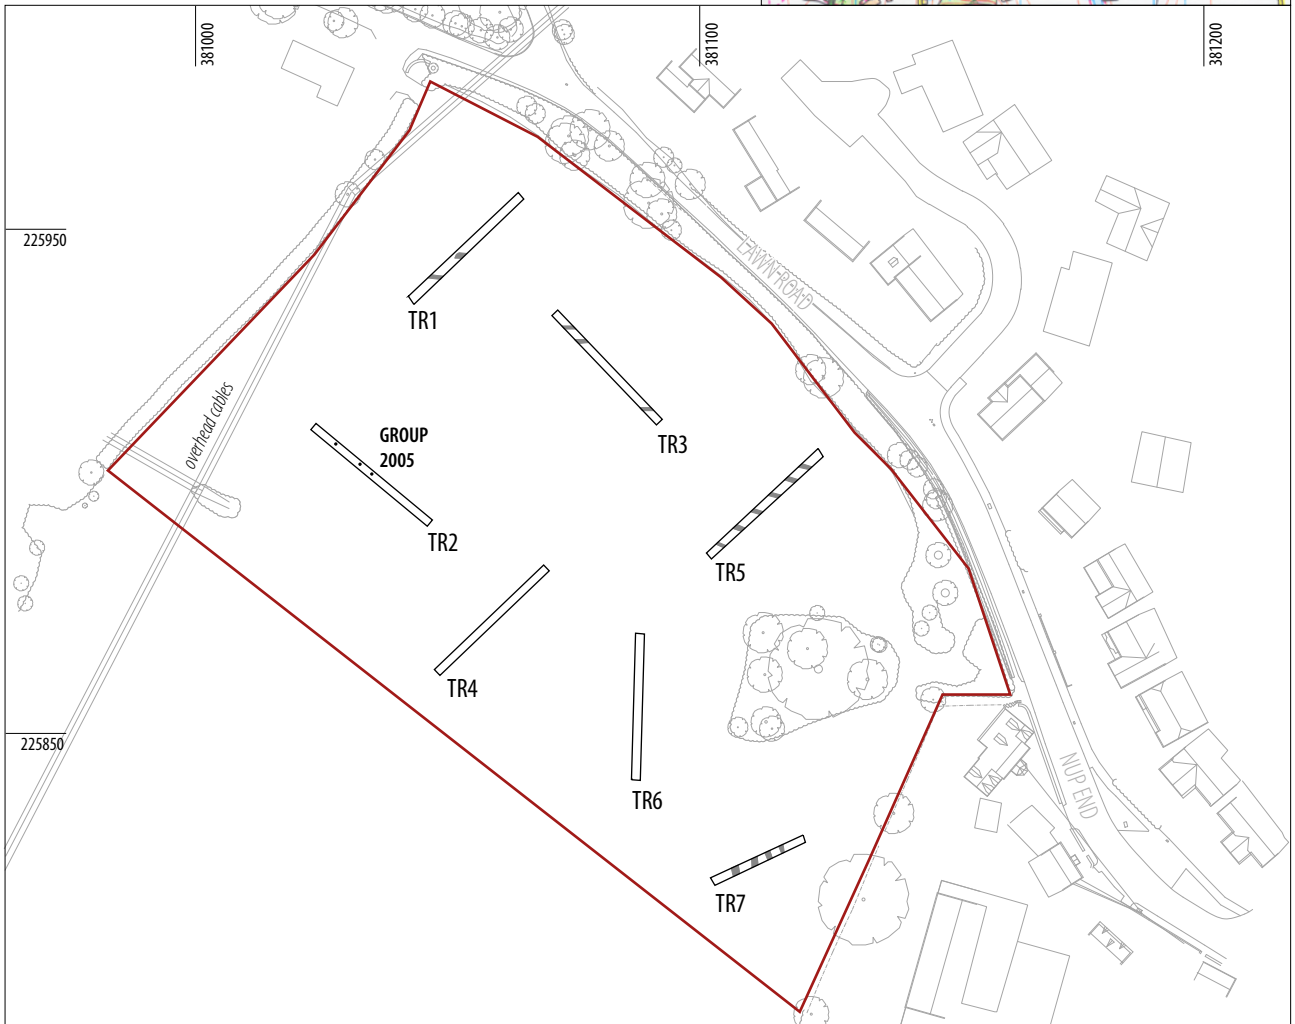 381000
381100
381200
225950
LAWN ROAD
TR1
overhead cables
GROUP
2005
TR3
TR2
TR5
TR4
225850
NUP END
TR6
TR7